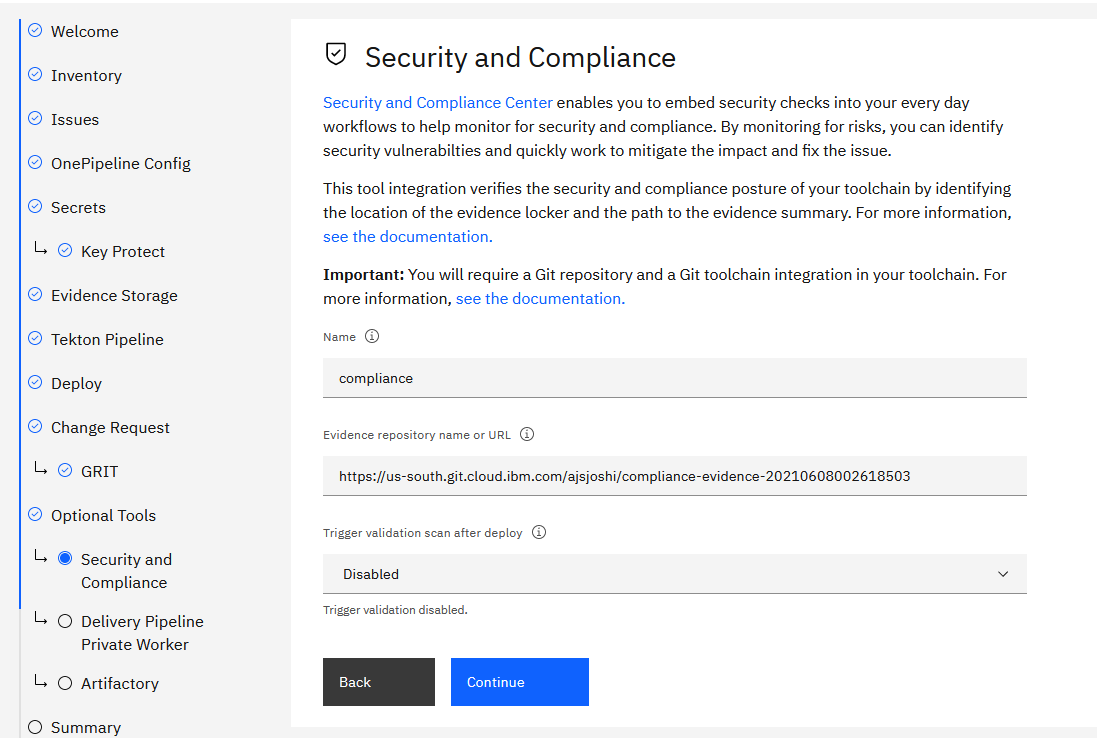 Welcome
Inventory
Issues
OnePipeline Config
Secrets
Key Protect
Evidence Storage
Tekton Pipeline
Deploy
Change Request
GRIT
Optional Tools
Security and
Compliance
Delivery Pipeline
Private Worker
Artifactory
Summary
Security and Compliance
Security and Compliance Center enables you to embed security checks into your every day
workflows to help monitor for security and compliance. By monitoring for risks, you can identify
security vulnerabilties and quickly work to mitigate the impact and fix the issue.
This tool integration verifies the security and compliance posture of your toolchain by identifying
the location of the evidence locker and the path to the evidence summary. For more information,
see the documentation.
Important: You will require a Git repository and a Git toolchain integration in your toolchain. For
more information, see the documentation.
Name
compliance
Evidence repository name or URL
https://us-south.git.cloud.ibm.com/ajsjoshi/compliance-evidence-20210608002618503
Trigger validation scan after deploy
Disabled
Trigger validation disabled.
Back
Continue